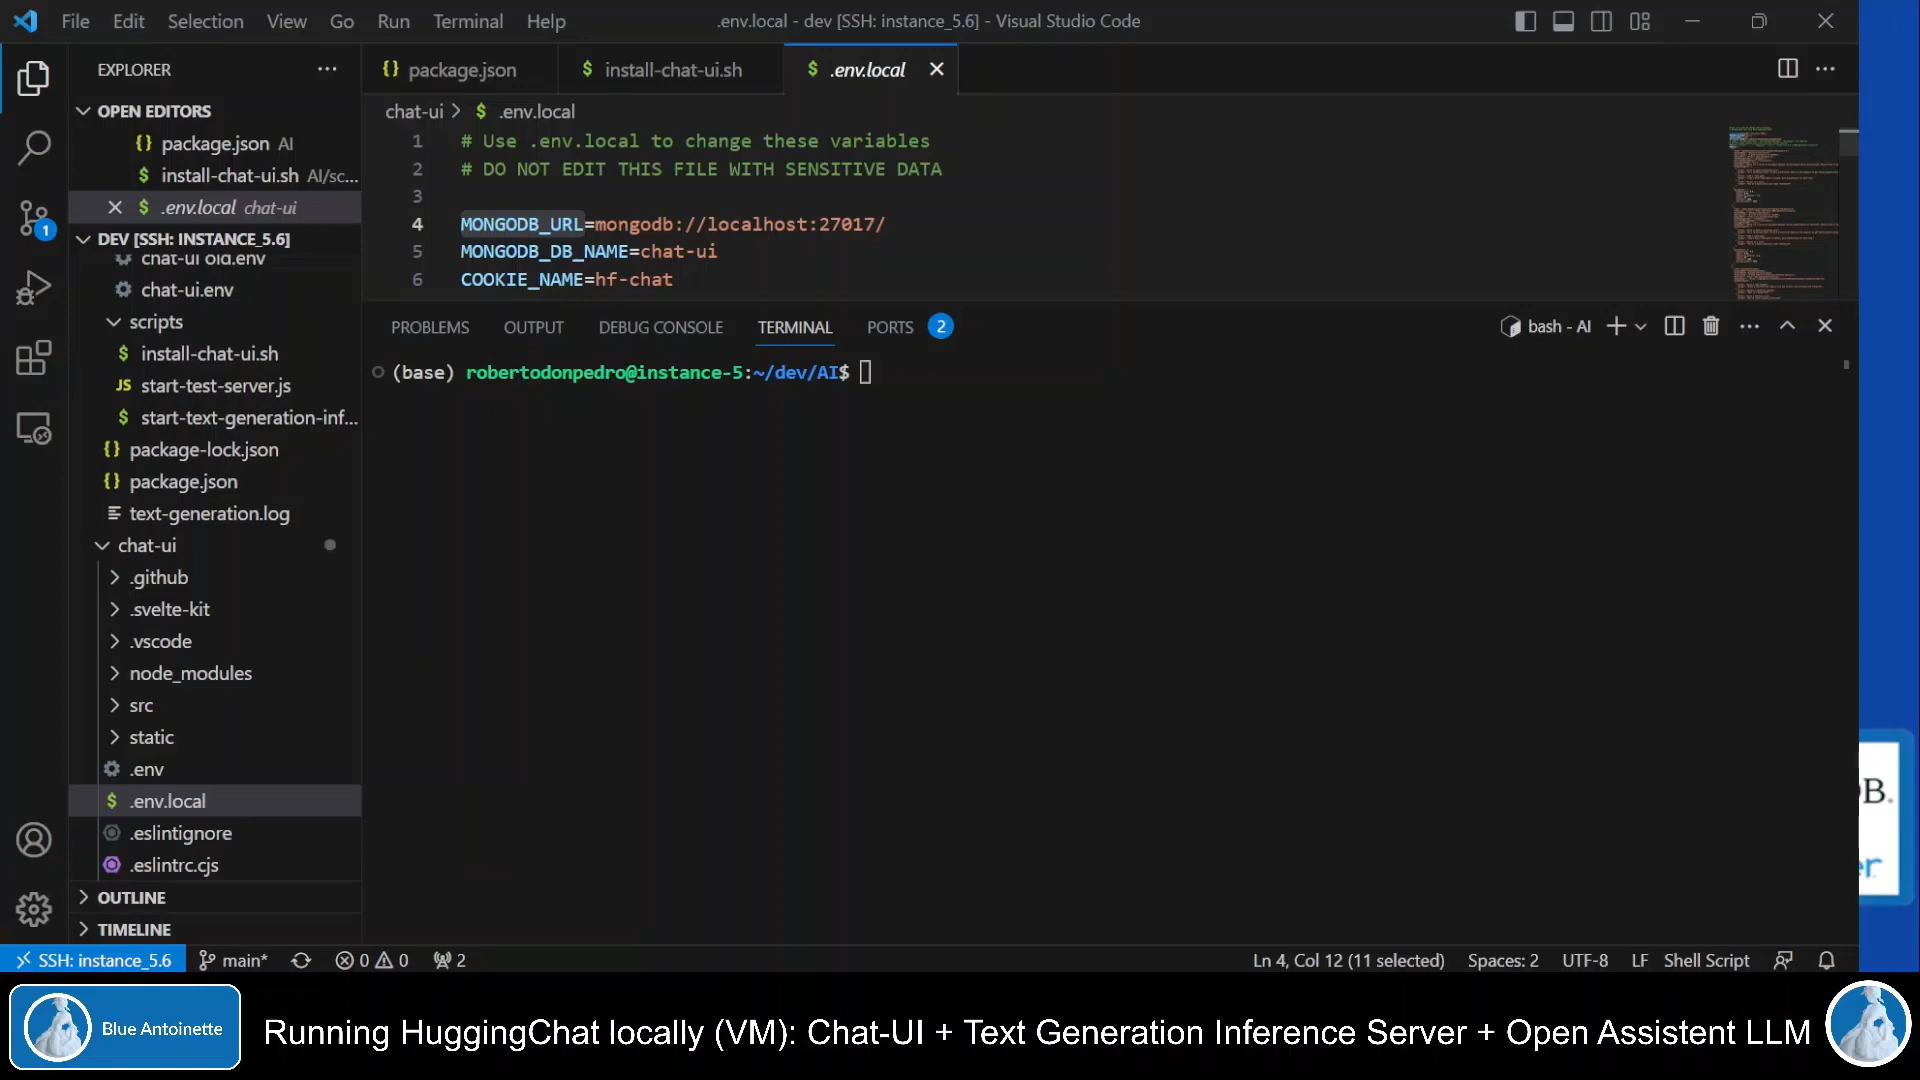 File Edit Selection View Go Run Terminal Help
.env.local - dev [SSH: instance_5.6] - Visual Studio Code
EXPLORER
OPEN EDITORS
package.json AI
install-chat-ui.sh AI/sc...
.env.local chat-ui
DEV [SSH: INSTANCE_5.6]
chat-ui old.env
chat-ui.env
scripts
install-chat-ui.sh
start-test-server.js
start-text-generation-inf...
package-lock.json
package.json
text-generation.log
chat-ui
.github
.svelte-kit
.vscode
node_modules
src
static
.env
.env.local
.eslintignore
.eslintrc.cjs
OUTLINE
TIMELINE
package.json
install-chat-ui.sh
.env.local
chat-ui > $ .env.local
1 # Use .env.local to change these variables
2 # DO NOT EDIT THIS FILE WITH SENSITIVE DATA
3
4 MONGODB_URL=mongodb://localhost:27017/
5 MONGODB_DB_NAME=chat-ui
6 COOKIE_NAME=hf-chat
PROBLEMS OUTPUT DEBUG CONSOLE TERMINAL PORTS 2
bash - AI
(base) robertodonpedro@instance-5:~/dev/AI$
1
SSH: instance_5.6 main* 0 0 2
Ln 4, Col 12 (11 selected) Spaces: 2 UTF-8 LF Shell Script
B.
er
Blue Antoinette
Running HuggingChat locally (VM): Chat-UI + Text Generation Inference Server + Open Assistent LLM